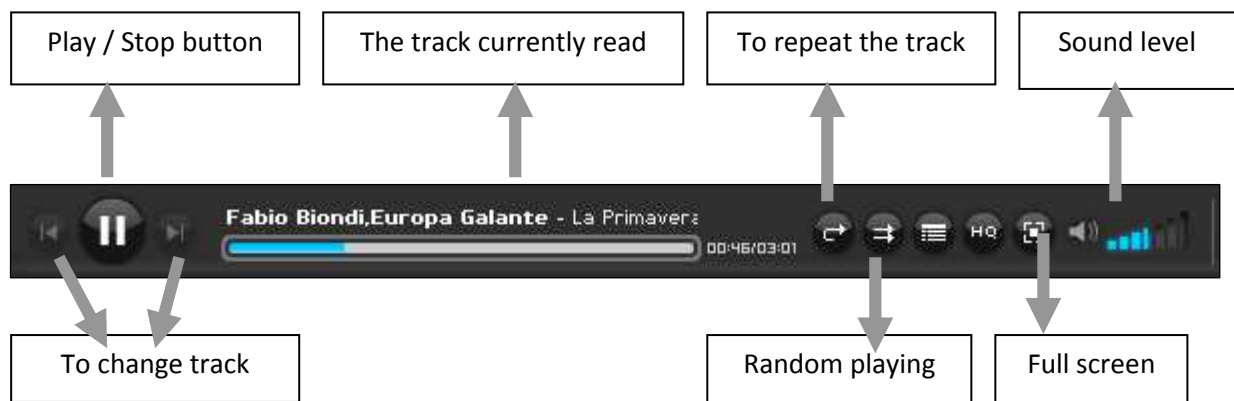 Play / Stop button
The track currently read
To repeat the track
Sound level
Fabio Biondi,Europa Galante - La Primavera
00:46/03:01
HQ
To change track
Random playing
Full screen